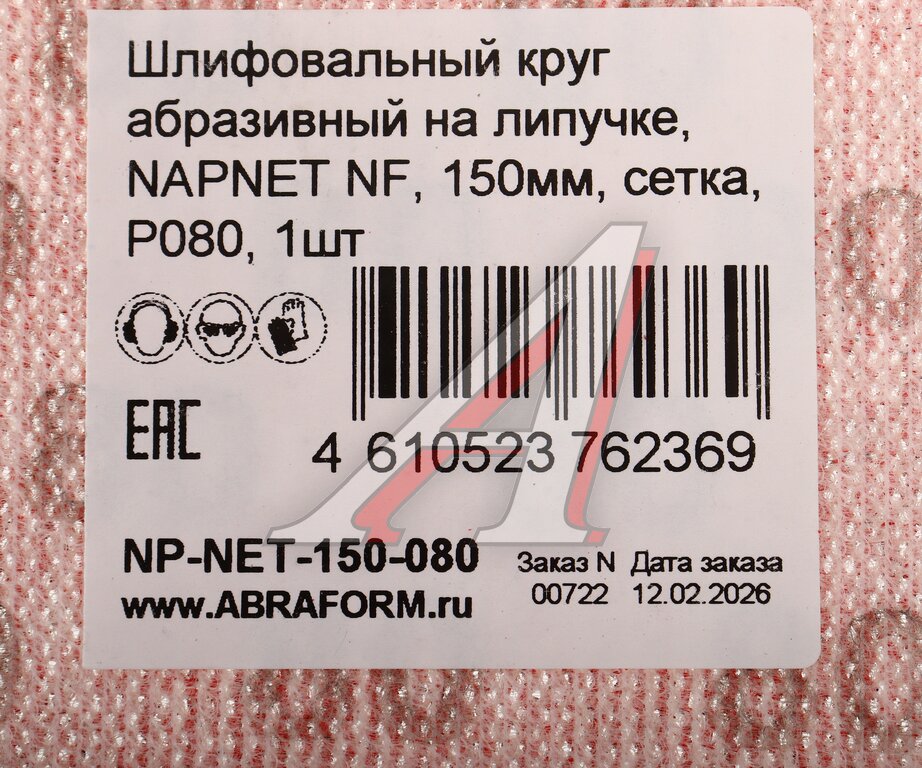 Шлифовальный круг
абразивный на липучке,
NAPNET NF, 150мм, сетка,
P080, 1шт
EAC
4 610523 762369
NP-NET-150-080
www.ABRAFORM.ru
Заказ N Дата заказа
00722 12.02.2026